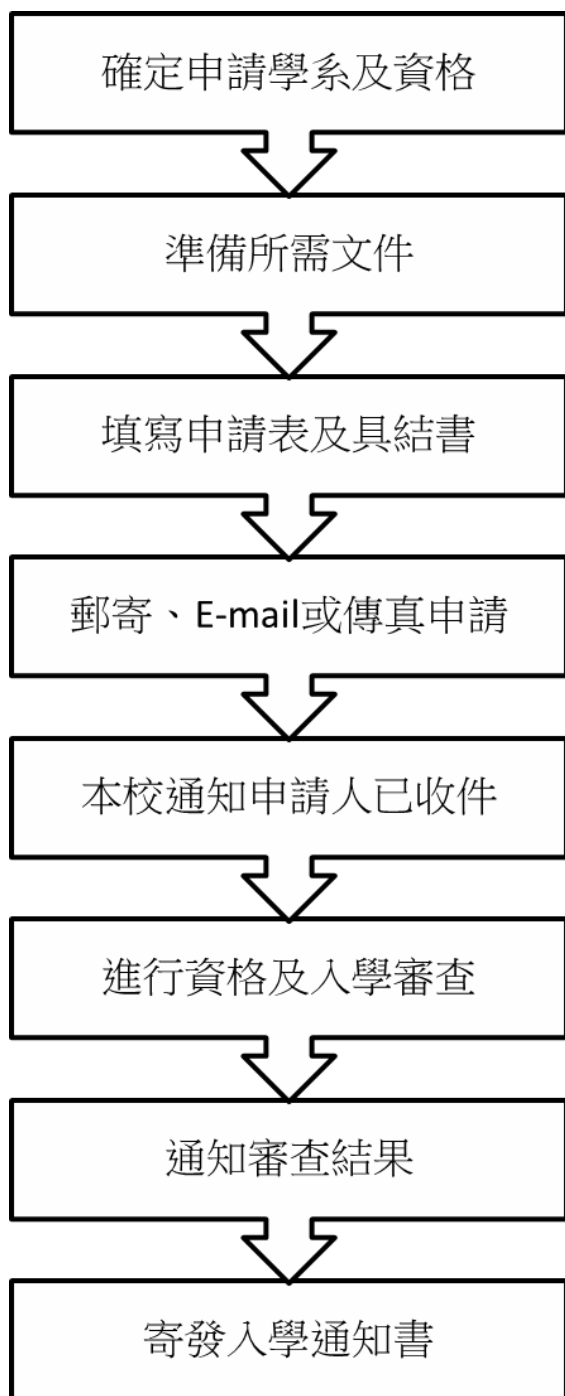 確定申請學系及資格
準備所需文件
填寫申請表及具結書
郵寄、E-mail或傳真申請
本校通知申請人已收件
進行資格及入學審查
通知審查結果
寄發入學通知書